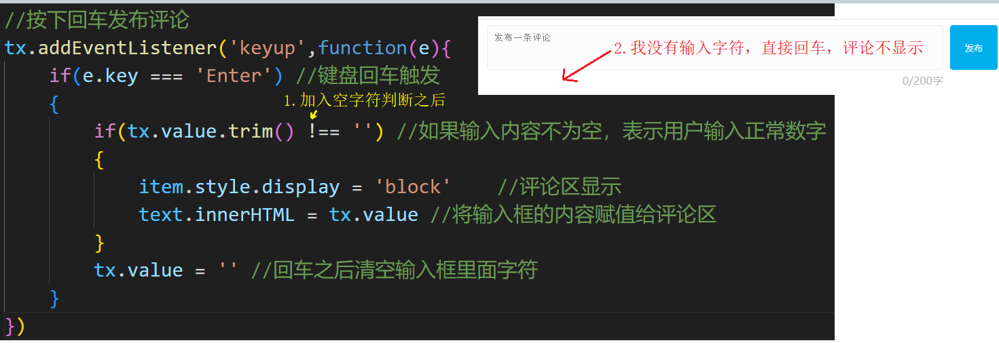 //按下回车发布评论
tx.addEventListener('keyup',function(e){
if(e.key === 'Enter') //键盘回车触发
{
1.加入空字符判断之后
if(tx.value.trim() !== '') //如果输入内容不为空，表示用户输入正常数字
{
item.style.display = 'block' //评论区显示
text.innerHTML = tx.value //将输入框的内容赋值给评论区
}
tx.value = '' //回车之后清空输入框里面字符
}
})
发布一条评论
2.我没有输入字符，直接回车，评论不显示
发布
0/200字